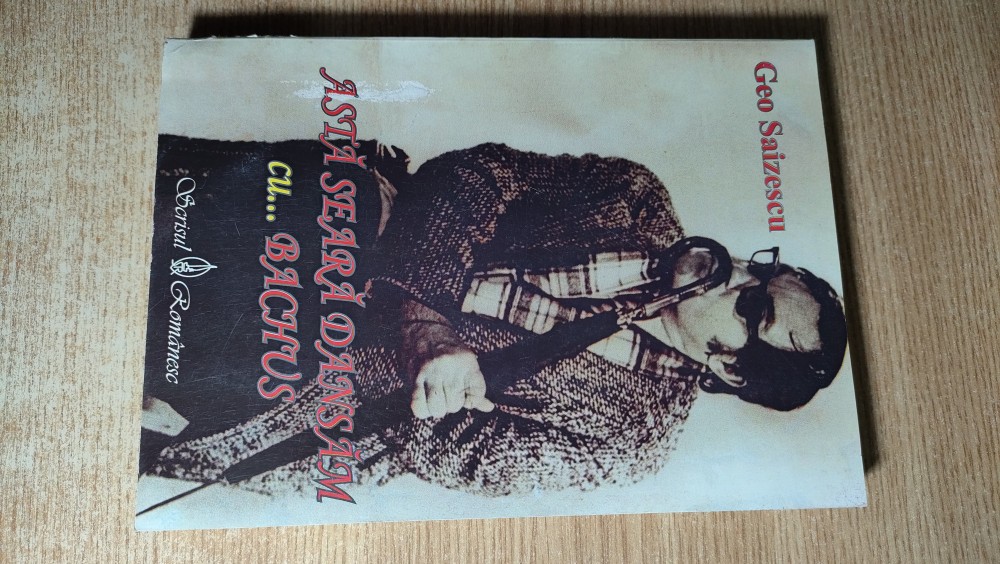 Geo Saizescu
ASTĂ SEARĂ DANSĂM
cu... BACHUS
Scrisul Românesc